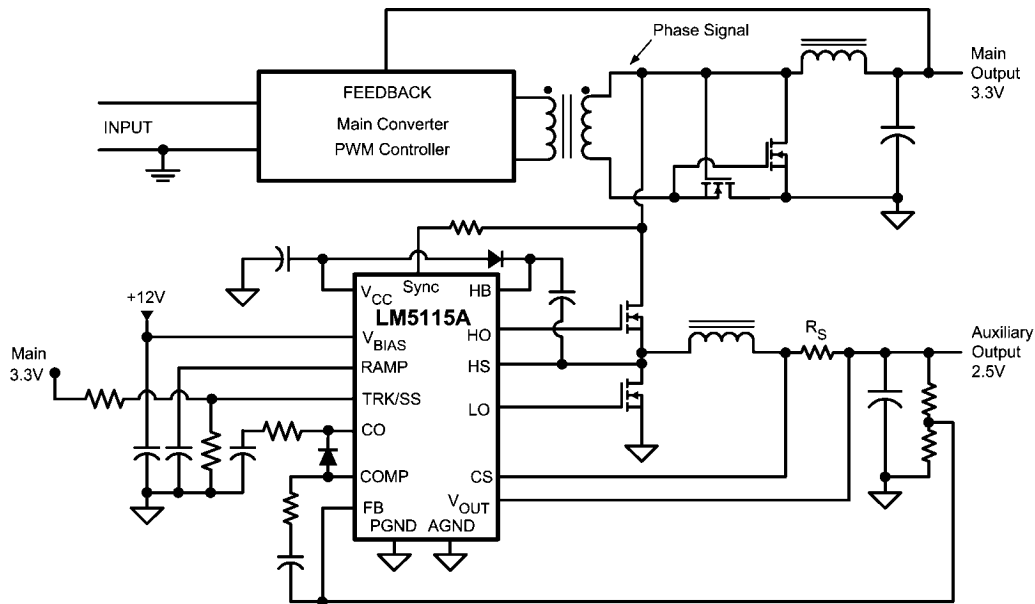 Phase Signal
Main
Output
3.3V
FEEDBACK
Main Converter
PWM Controller
INPUT
+12V
Main
3.3V
VCC
Sync
HB
LM5115A
VBIAS
HO
RAMP
HS
TRK/SS
LO
CO
COMP
CS
FB
VOUT
PGND
AGND
RS
Auxiliary
Output
2.5V